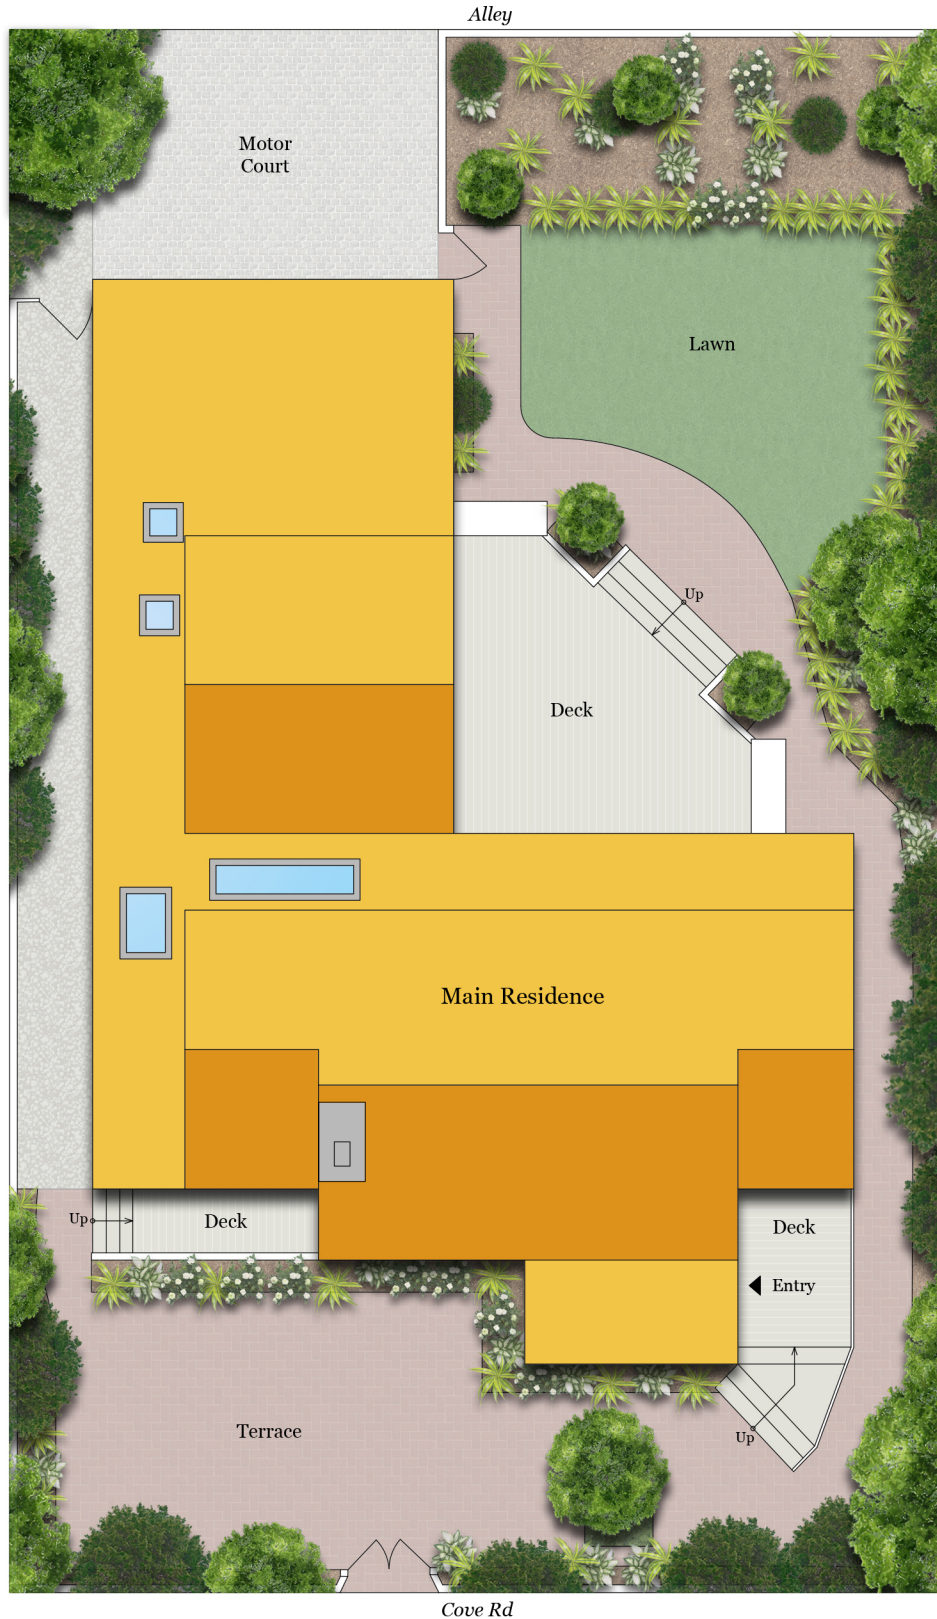 Alley
Motor
Court
Lawn
Up
Deck
Main Residence
Up
Deck
Deck
Entry
Terrace
Up
Cove Rd